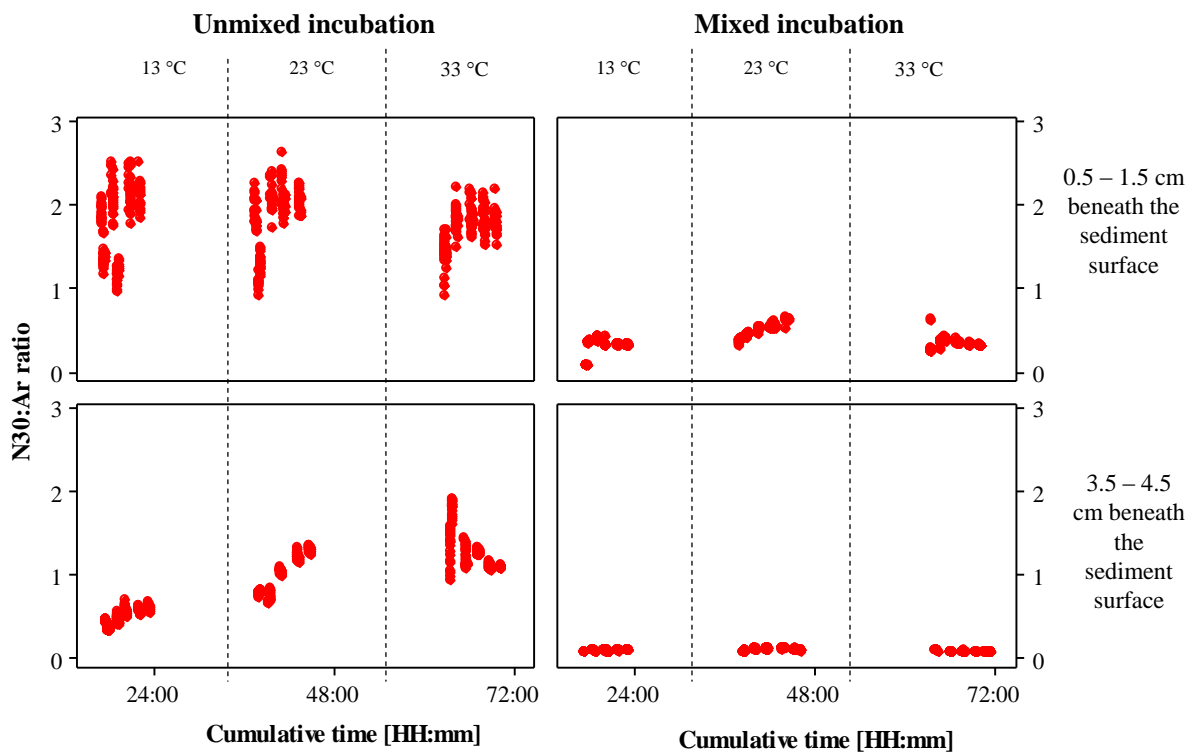 Unmixed incubation
Mixed incubation
13 °C
23 °C
33 °C
13 °C
23 °C
33 °C
N30:Ar ratio
3
2
1
0
3
2
1
0
0.5 – 1.5 cm
beneath the
sediment
surface
3
2
1
0
3
2
1
0
3.5 – 4.5
cm beneath
the
sediment
surface
24:00
48:00
72:00
24:00
48:00
72:00
Cumulative time [HH:mm]
Cumulative time [HH:mm]